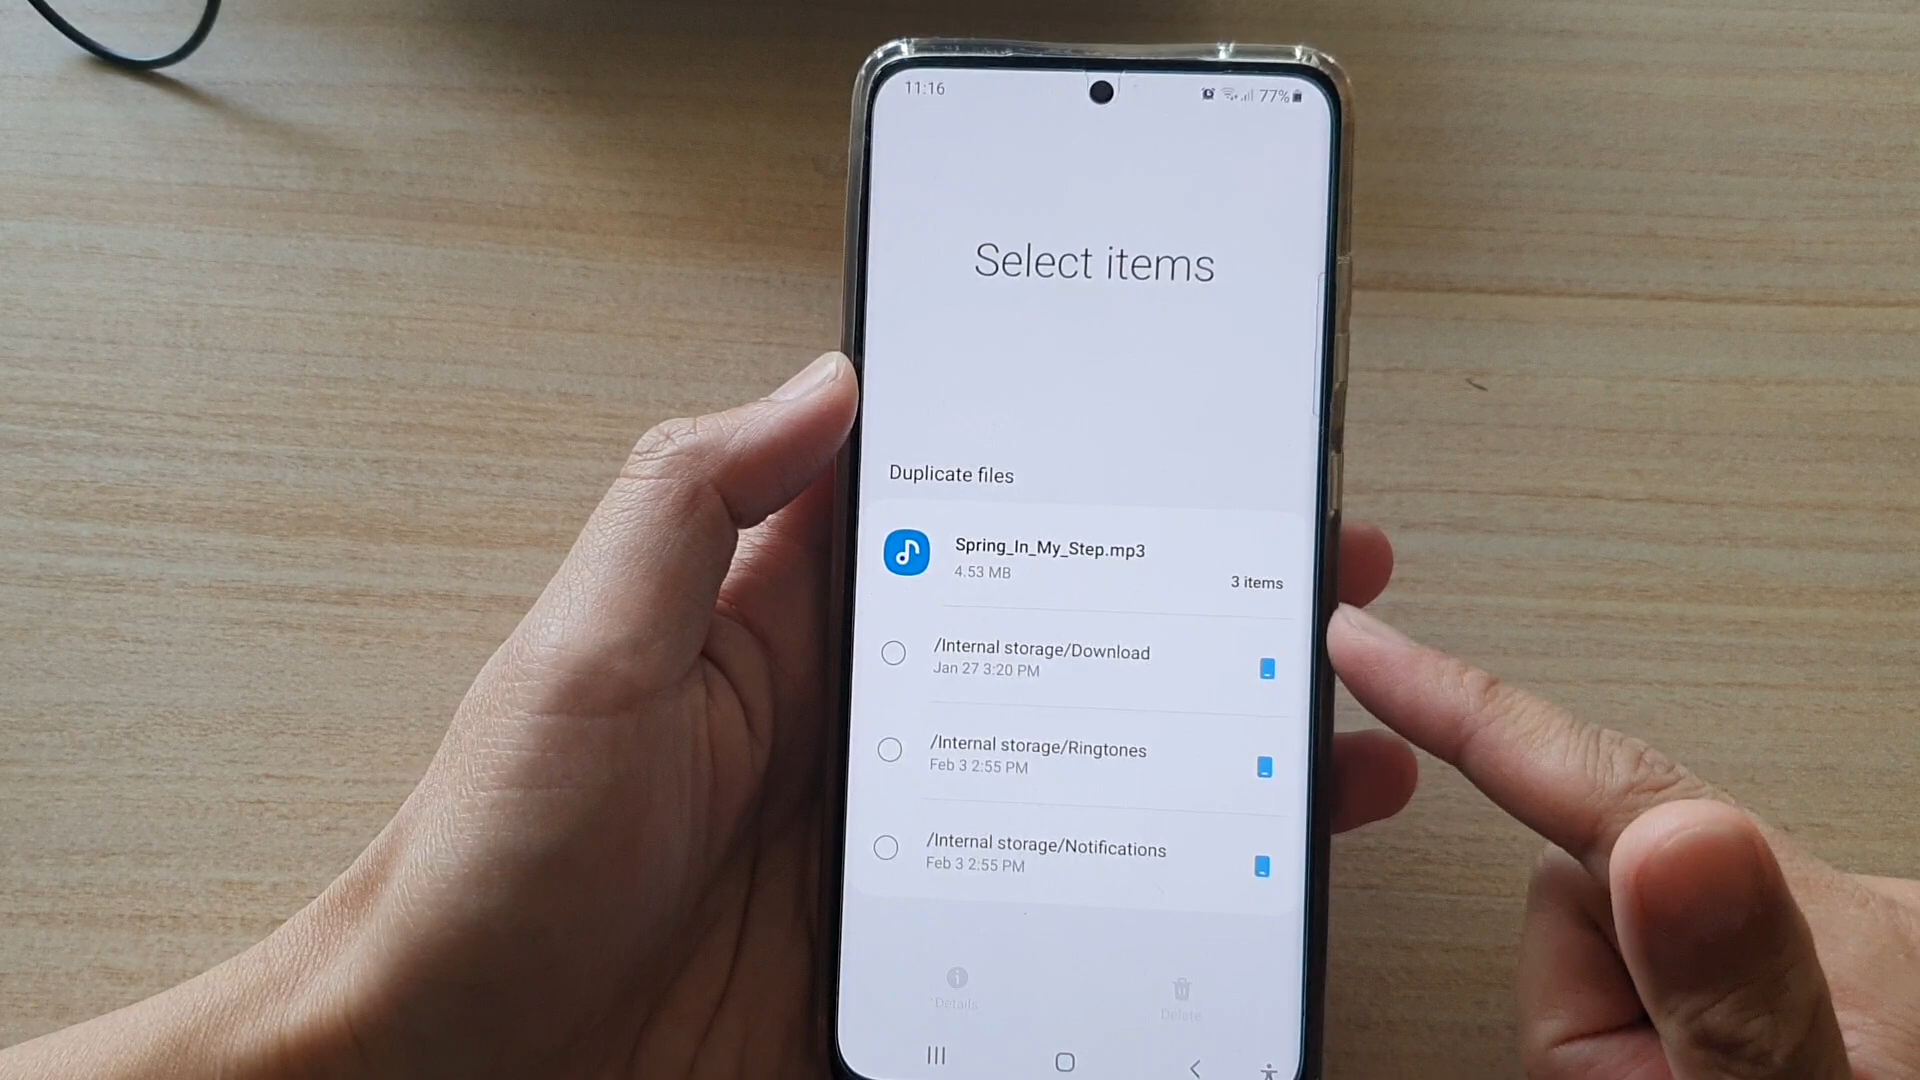 11:16
77%
Select items
Duplicate files
Spring_In_My_Step.mp3
4.53 MB
3 items
/Internal storage/Download
Jan 27 3:20 PM
/Internal storage/Ringtones
Feb 3 2:55 PM
/Internal storage/Notifications
Feb 3 2:55 PM
Details
Delete